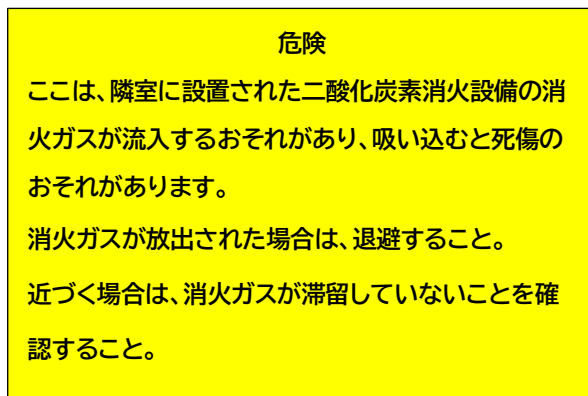 危険
ここは、隣室に設置された二酸化炭素消火設備の消
火ガスが流入するおそれがあり、吸い込むと死傷の
おそれがあります。
消火ガスが放出された場合は、退避すること。
近づく場合は、消火ガスが滞留していないことを確
認すること。